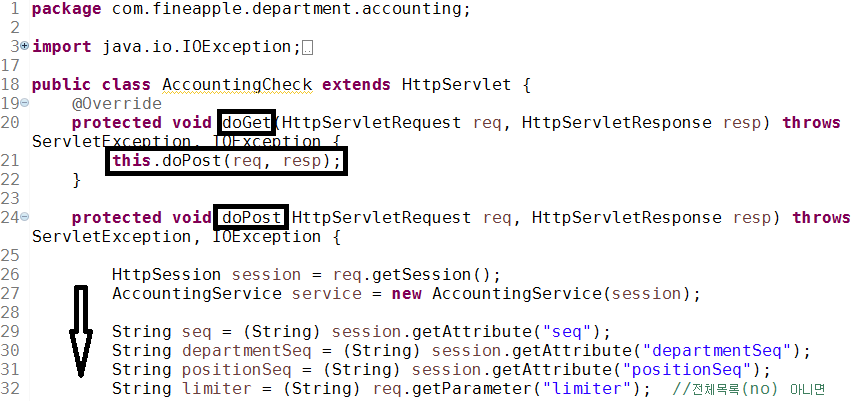 1 package com.fineapple.department.accounting;
2
3 import java.io.IOException;
17
18 public class AccountingCheck extends HttpServlet {
19 @Override
20 protected void doGet(HttpServletRequest req, HttpServletResponse resp) throws
ServletException, IOException {
21 this.doPost(req, resp);
22 }
23
24 protected void doPost(HttpServletRequest req, HttpServletResponse resp) throws
ServletException, IOException {
25
26 HttpSession session = req.getSession();
27 AccountingService service = new AccountingService(session);
28
29 String seq = (String) session.getAttribute("seq");
30 String departmentSeq = (String) session.getAttribute("departmentSeq");
31 String positionSeq = (String) session.getAttribute("positionSeq");
32 String limiter = (String) req.getParameter("limiter"); //전체목록(no) 아니면